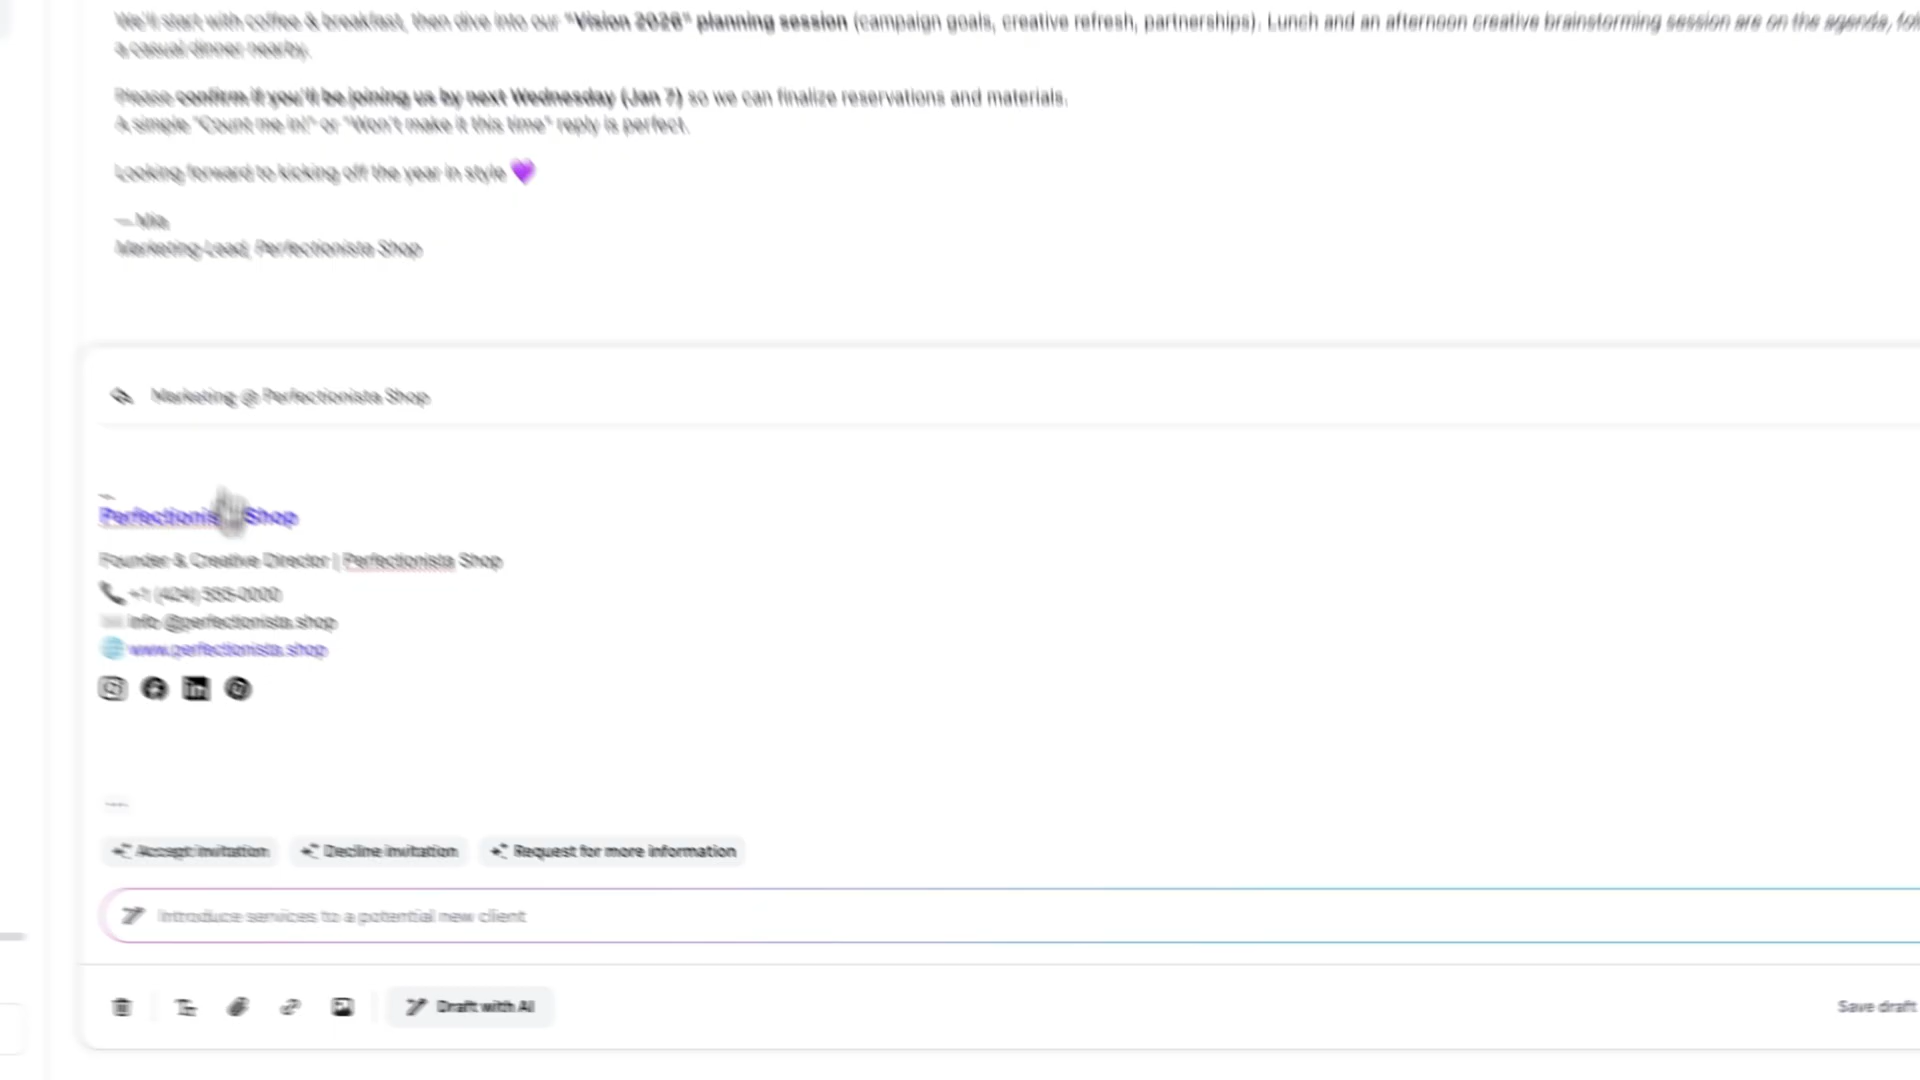 We'll start with coffee & breakfast, then dive into our "Vision 2026" planning session (campaign goals, creative refresh, partnerships). Lunch and an afternoon creative brainstorming session are on the agenda,
a casual dinner nearby.
Please confirm if you'll be joining us by next Wednesday (Jan 7) so we can finalize reservations and materials.
A simple "Count me in!" or "Won't make it this time" reply is perfect.
Looking forward to kicking off the year in style 💜
— Mia
Marketing Lead, Perfectionista Shop
Marketing @ Perfectionista Shop
--
Shop
Founder & Creative Director | Perfectionista Shop
+1 (424) 555-0000
info @perfectionista.shop
www.perfectionista.shop
Accept invitation Decline invitation Request for more information
Introduce services to a potential new client
Draft with AI Save draft